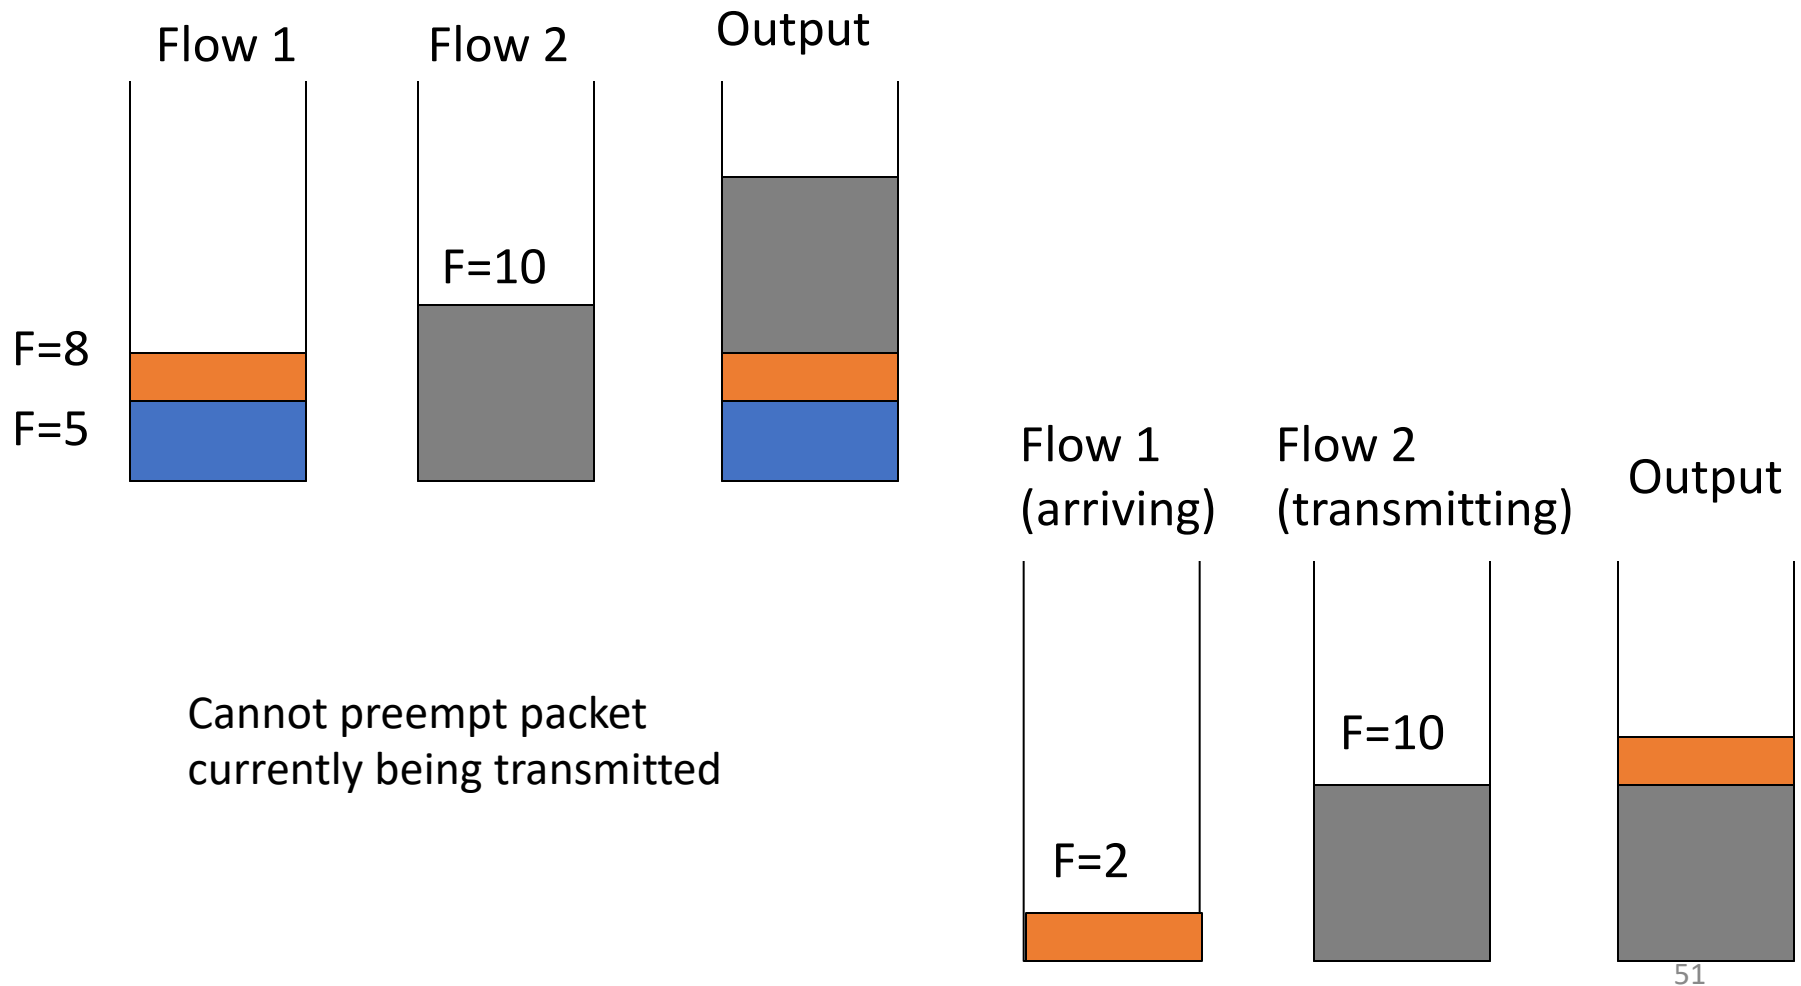 Flow 1
Flow 2
Output
F=10
F=8
F=5
Flow 1
(arriving)
Flow 2
(transmitting)
Output
Cannot preempt packet
currently being transmitted
F=10
F=2
51